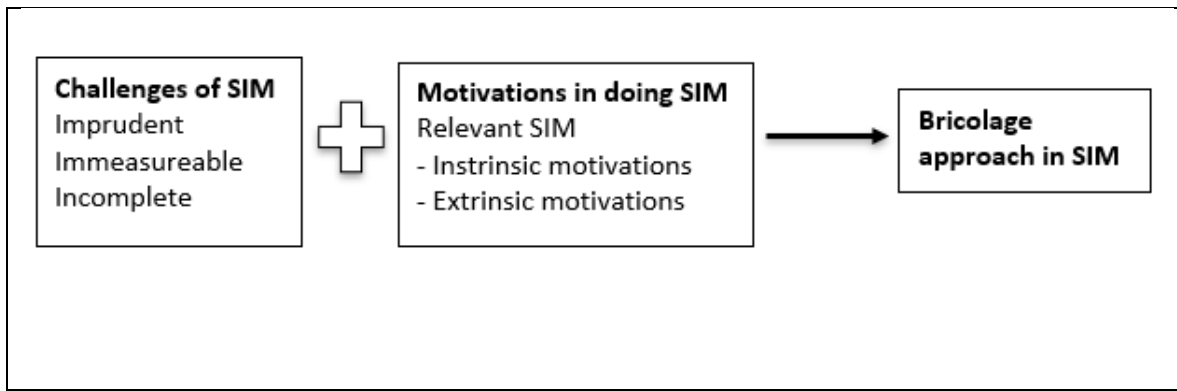 Challenges of SIM
Imprudent
Immeasureable
Incomplete
Motivations in doing SIM
Relevant SIM
- Instrinsic motivations
- Extrinsic motivations
Bricolage
approach in SIM